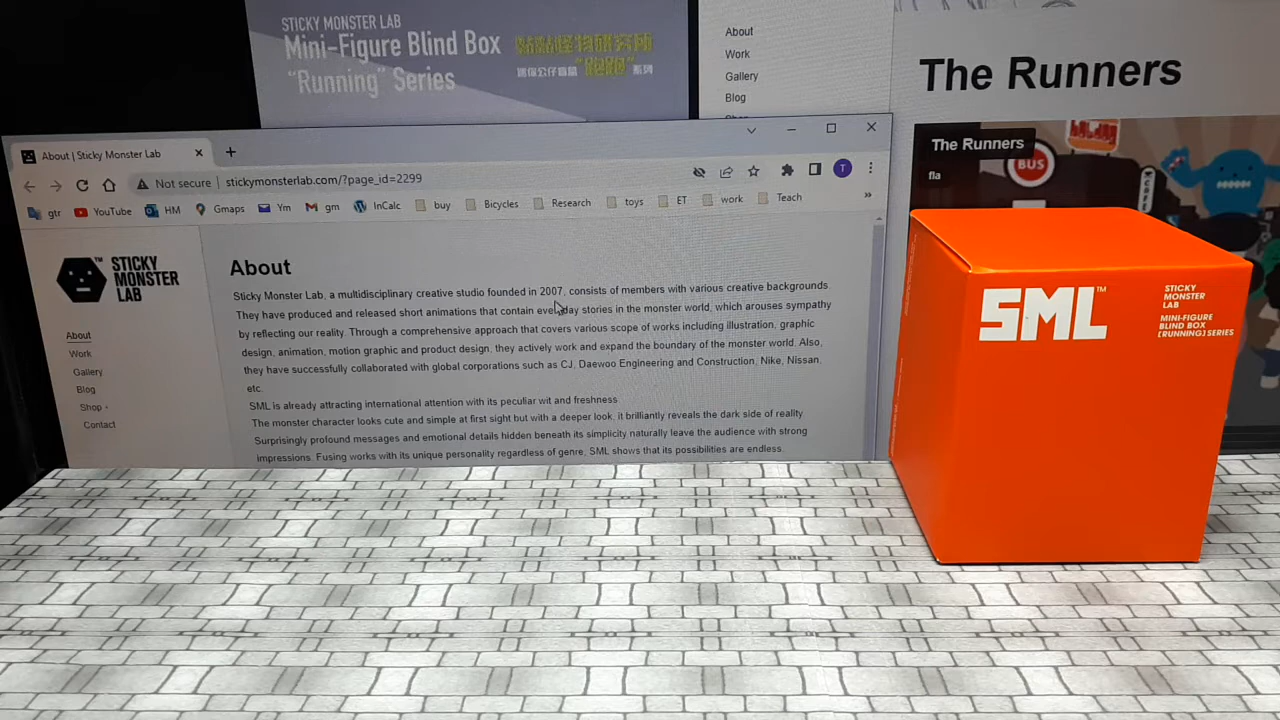 STICKY MONSTER LAB
Mini-Figure Blind Box
"Running" Series
About
Work
Gallery
Blog
The Runners
The Runners
fla
BUS
About | Sticky Monster Lab
Not secure
stickymonsterlab.com/?page_id=2299
T
gtr
YouTube
HM
Gmaps
Ym
gm
InCalc
buy
Bicycles
Research
toys
ET
work
Teach
»
STICKY
MONSTER
LAB
TM
About
Work
Gallery
Blog
Shop
Contact
About
Sticky Monster Lab, a multidisciplinary creative studio founded in 2007, consists of members with various creative backgrounds
They have produced and released short animations that contain everyday stories in the monster world, which arouses sympathy
by reflecting our reality. Through a comprehensive approach that covers various scope of works including illustration, graphic
design, animation, motion graphic and product design, they actively work and expand the boundary of the monster world. Also,
they have successfully collaborated with global corporations such as CJ, Daewoo Engineering and Construction, Nike, Nissan,
etc.
SML is already attracting international attention with its peculiar wit and freshness
The monster character looks cute and simple at first sight but with a deeper look, it brilliantly reveals the dark side of reality
Surprisingly profound messages and emotional details hidden beneath its simplicity naturally leave the audience with strong
impressions. Fusing works with its unique personality regardless of genre, SML shows that its possibilities are endless.
SML™
STICKY
MONSTER
LAB
MINI-FIGURE
BLIND BOX
[RUNNING] SERIES